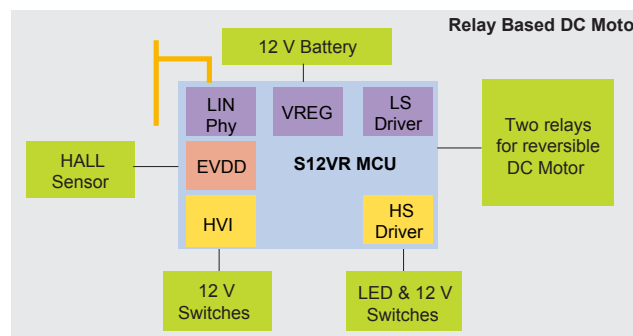 Relay Based DC Moto
12 V Battery
LIN
Phy
VREG
LS
Driver
HALL
Sensor
EVDD
S12VR MCU
Two relays
for reversible
DC Motor
HVI
HS
Driver
12 V
Switches
LED & 12 V
Switches